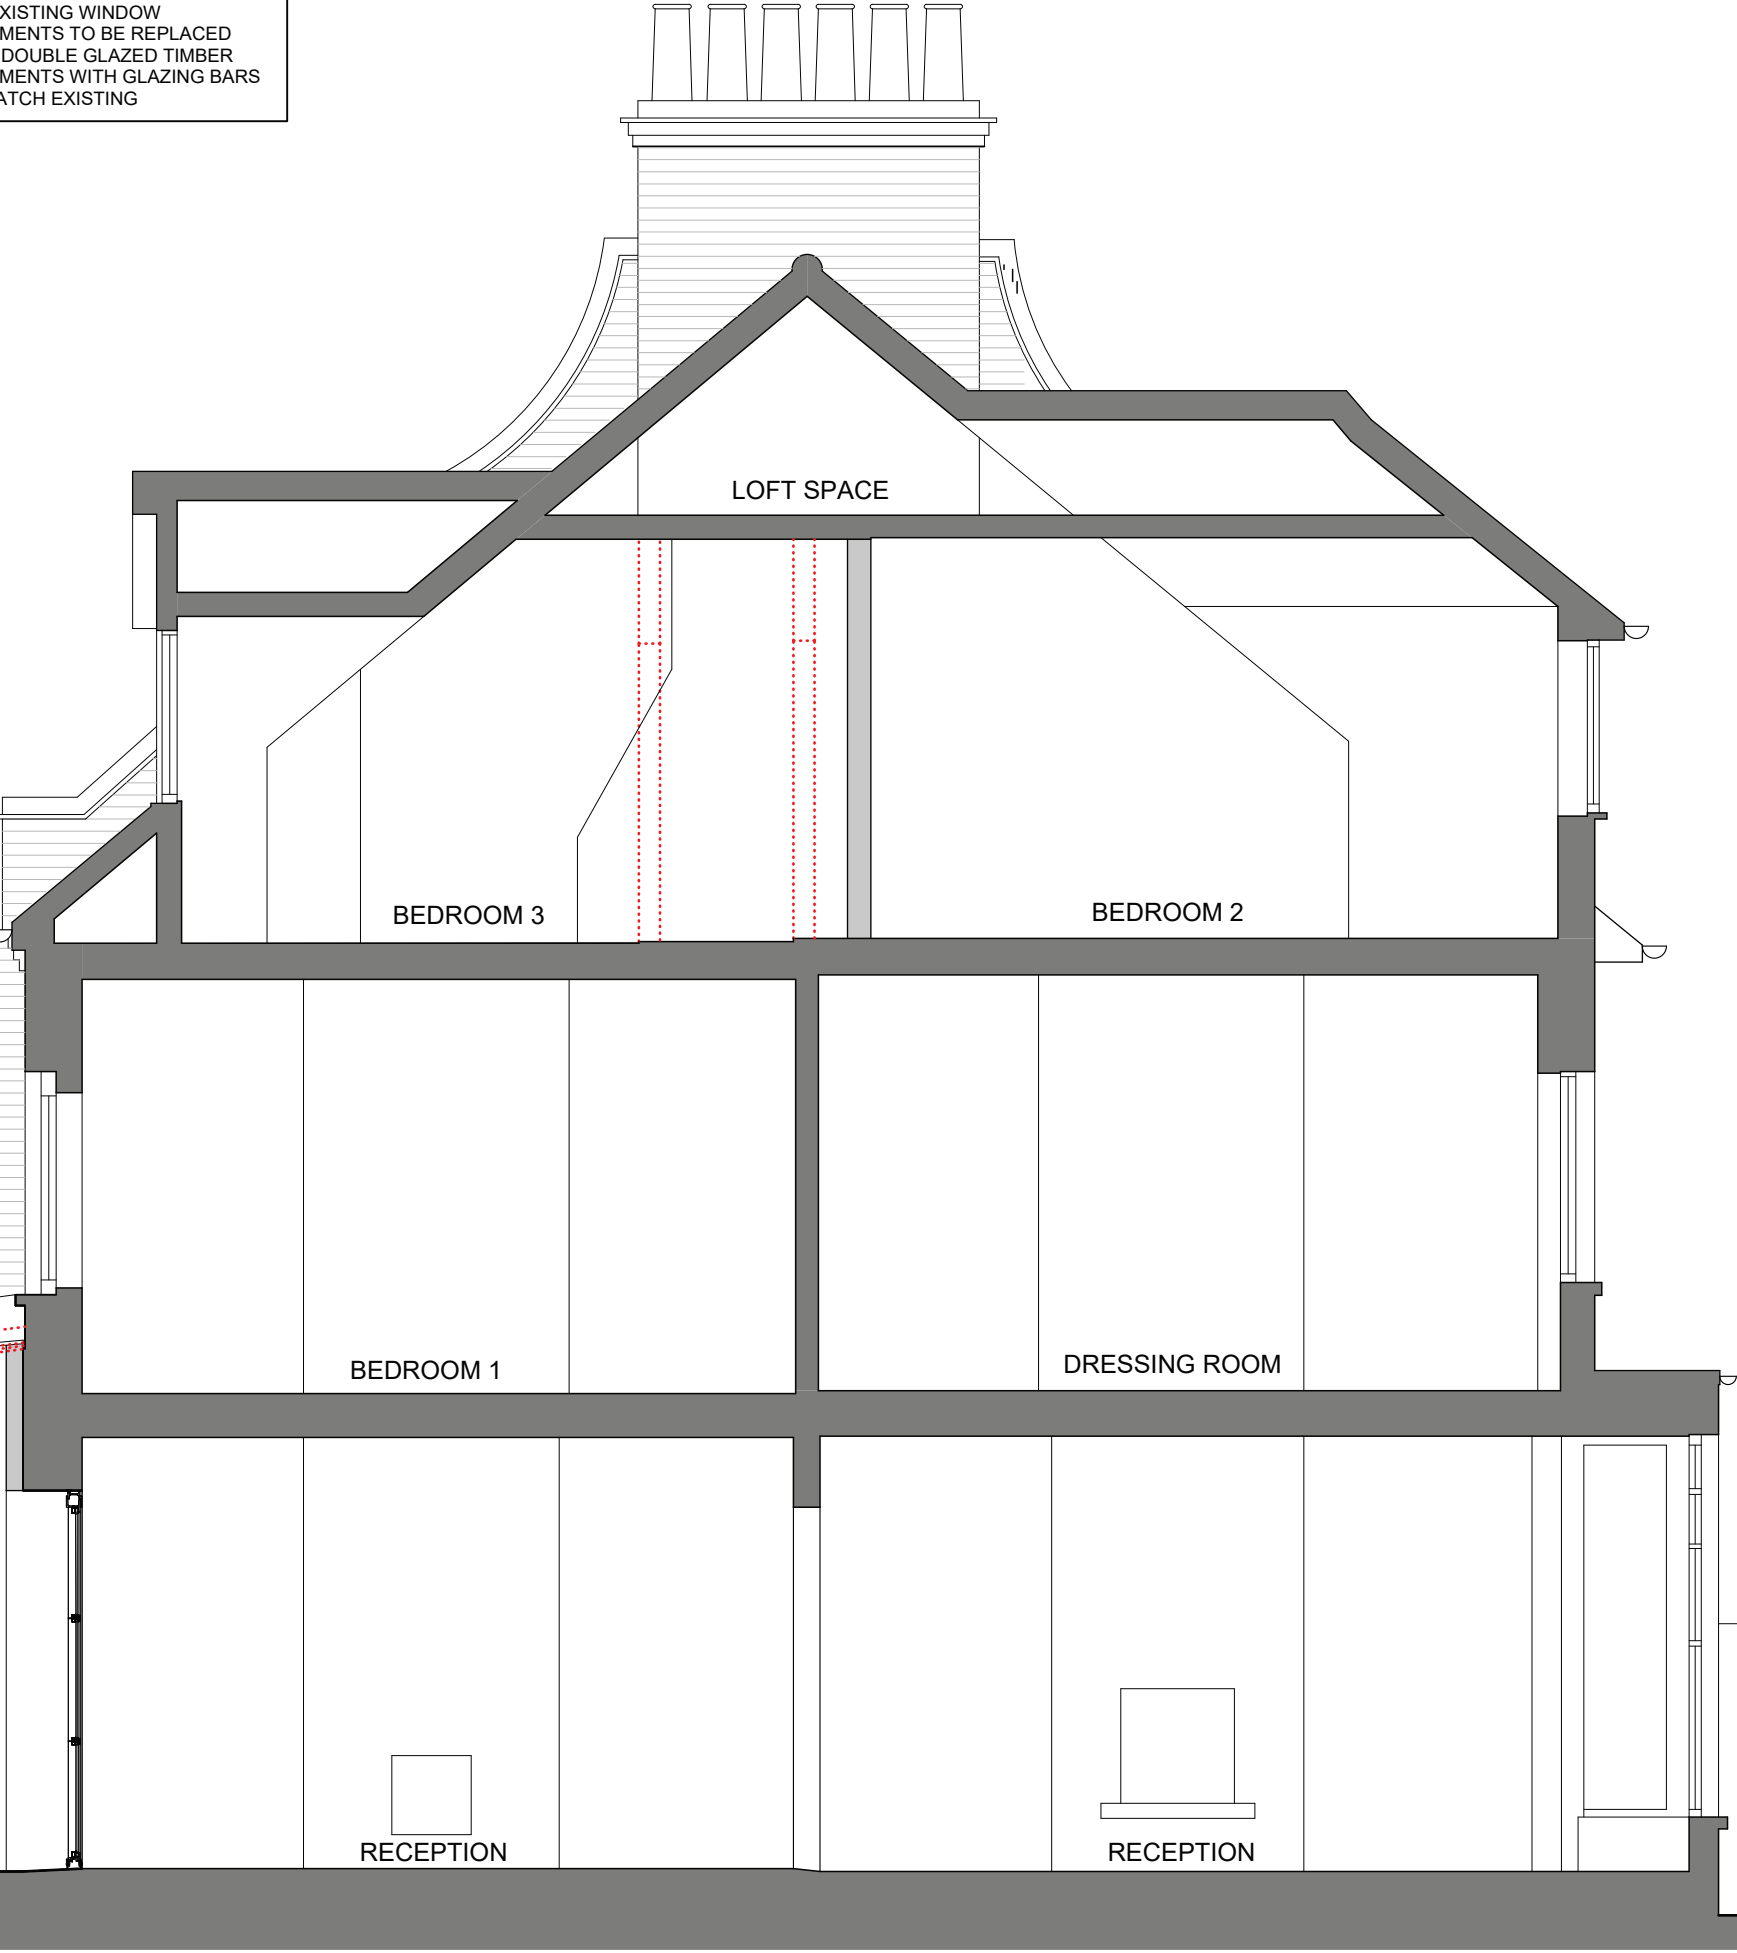 XISTING WINDOW
MENTS TO BE REPLACED
DOUBLE GLAZED TIMBER
MENTS WITH GLAZING BARS
ATCH EXISTING
LOFT SPACE
BEDROOM 3
BEDROOM 2
BEDROOM 1
DRESSING ROOM
RECEPTION
RECEPTION